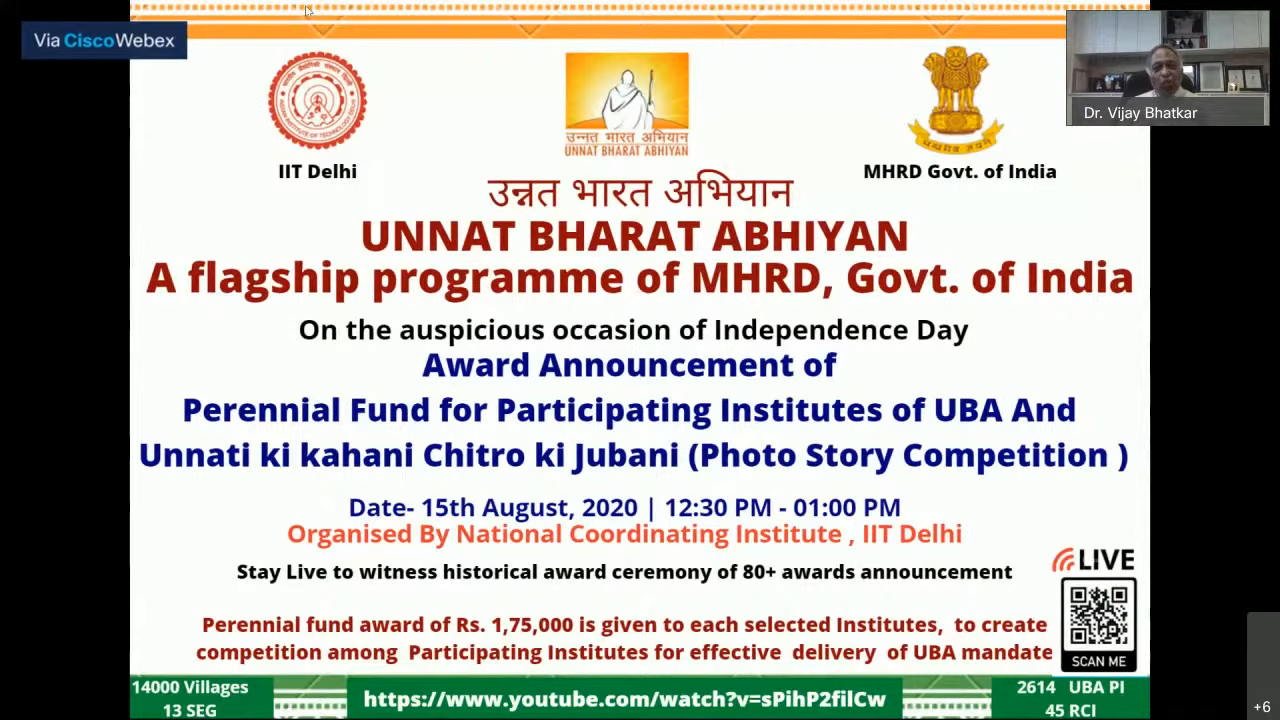 Via Cisco Webex
Dr. Vijay Bhatkar
उन्नत भारत अभियान
UNNAT BHARAT ABHIYAN
IIT Delhi
MHRD Govt. of India
उन्नत भारत अभियान
UNNAT BHARAT ABHIYAN
A flagship programme of MHRD, Govt. of India
On the auspicious occasion of Independence Day
Award Announcement of
Perennial Fund for Participating Institutes of UBA And
Unnati ki kahani Chitro ki Jubani (Photo Story Competition )
Date- 15th August, 2020 | 12:30 PM - 01:00 PM
Organised By National Coordinating Institute , IIT Delhi
Stay Live to witness historical award ceremony of 80+ awards announcement
LIVE
Perennial fund award of Rs. 1,75,000 is given to each selected Institutes, to create
competition among Participating Institutes for effective delivery of UBA mandate
SCAN ME
14000 Villages
13 SEG
https://www.youtube.com/watch?v=sPihP2filCw
2614 UBA PI
45 RCI
+6